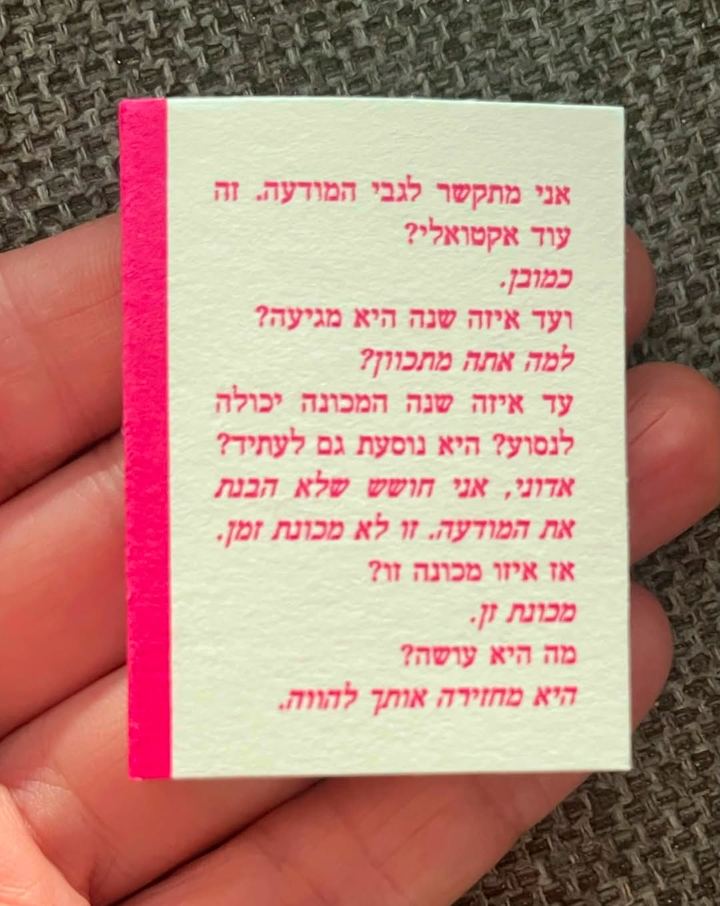 אני מתקשר לגבי המודעה. זה
עוד אקטואלי?
כמובן.
ועד איזה שנה היא מגיעה?
למה אתה מתכוון?
עד איזה שנה המכונה יכולה
לנסוע? היא נוסעת גם לעתיד?
אדוני, אני חושש שלא הבנת
את המודעה. זו לא מכונת זמן.
אז איזו מכונה זו?
מכונת זן.
מה היא עושה?
היא מחזירה אותך להווה.